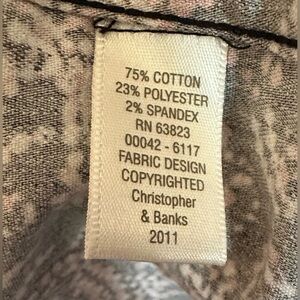 75% COTTON
23% POLYESTER
2% SPANDEX
RN 63823
00042 - 6117
FABRIC DESIGN
COPYRIGHTED
Christopher
& Banks
2011